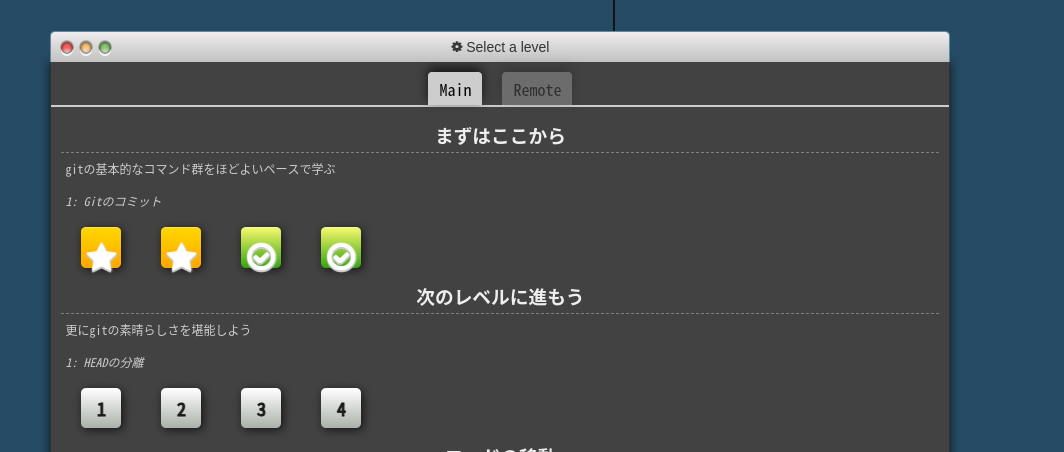 Select a level
Main Remote
まずはここから
gitの基本的なコマンド群をほどよいペースで学ぶ
1: Gitのコミット
次のレベルに進もう
更にgitの素晴らしさを堪能しよう
1: HEADの分離
1 2 3 4